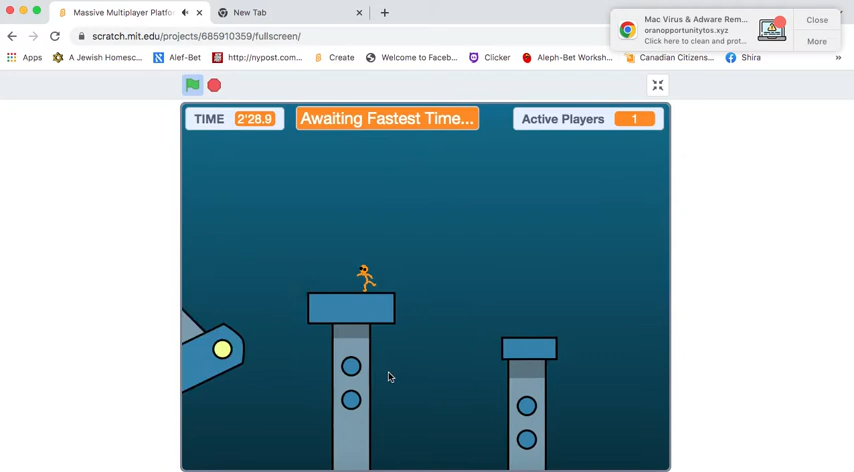 Massive Multiplayer Platfo
New Tab
scratch.mit.edu/projects/685910359/fullscreen/
Mac Virus & Adware Rem...
oranopportunitytos.xyz
Click here to clean and prot...
Close
More
Apps
A Jewish Homesc...
Alef-Bet
http://nypost.com...
Create
Welcome to Faceb...
Clicker
Aleph-Bet Worksh...
Canadian Citizens...
Shira
»
TIME 2'28.9
Awaiting Fastest Time...
Active Players 1